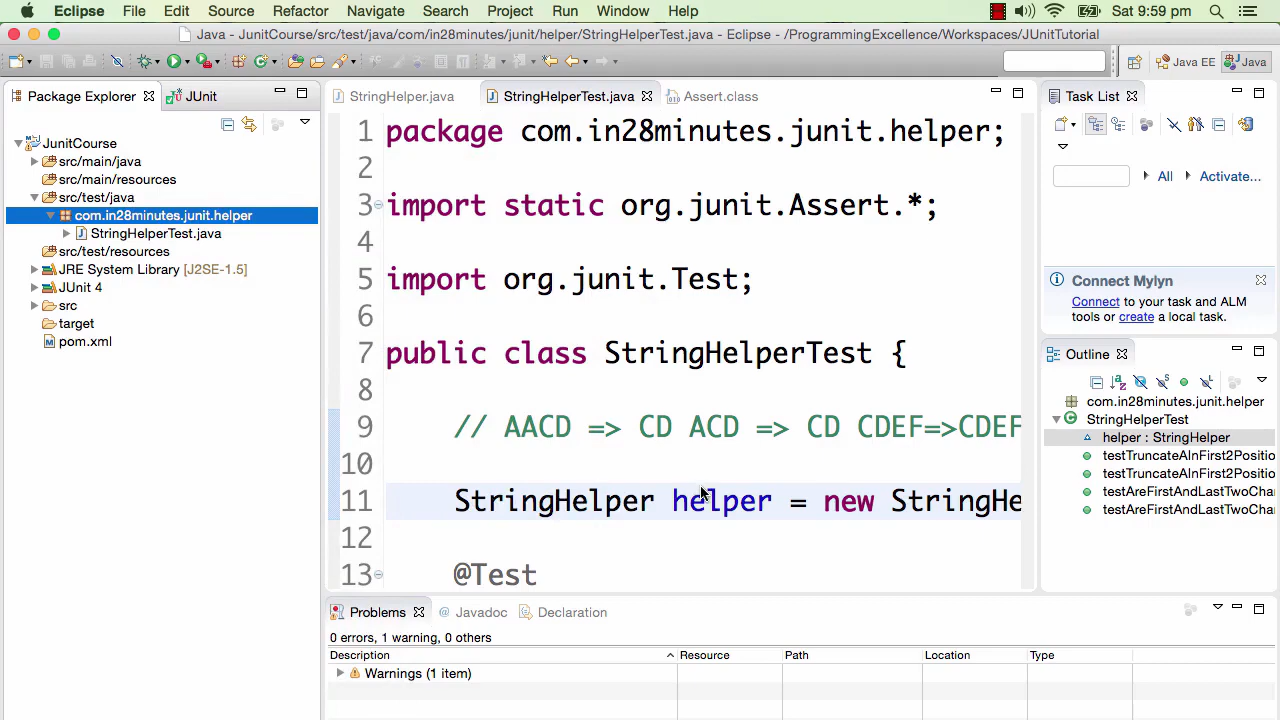 Eclipse File Edit Source Refactor Navigate Search Project Run Window Help Sat 9:59 pm
Java - JunitCourse/src/test/java/com/in28minutes/junit/helper/StringHelperTest.java - Eclipse - /ProgrammingExcellence/Workspaces/JUnitTutorial
Java EE Java
Package Explorer JUnit
JunitCourse
src/main/java
src/main/resources
src/test/java
com.in28minutes.junit.helper
StringHelperTest.java
src/test/resources
JRE System Library [J2SE-1.5]
JUnit 4
src
target
pom.xml
StringHelper.java StringHelperTest.java Assert.class
1 package com.in28minutes.junit.helper;
2
3 import static org.junit.Assert.*;
4
5 import org.junit.Test;
6
7 public class StringHelperTest {
8
9 // AACD => CD ACD => CD CDEF=>CDEF
10
11 StringHelper helper = new StringHe
12
13 @Test
Problems @ Javadoc Declaration
0 errors, 1 warning, 0 others
Description Resource Path Location Type
Warnings (1 item)
Task List
All Activate...
Connect Mylyn
Connect to your task and ALM
tools or create a local task.
Outline
com.in28minutes.junit.helper
StringHelperTest
helper : StringHelper
testTruncateAInFirst2Positio
testTruncateAInFirst2Positio
testAreFirstAndLastTwoCha
testAreFirstAndLastTwoCha